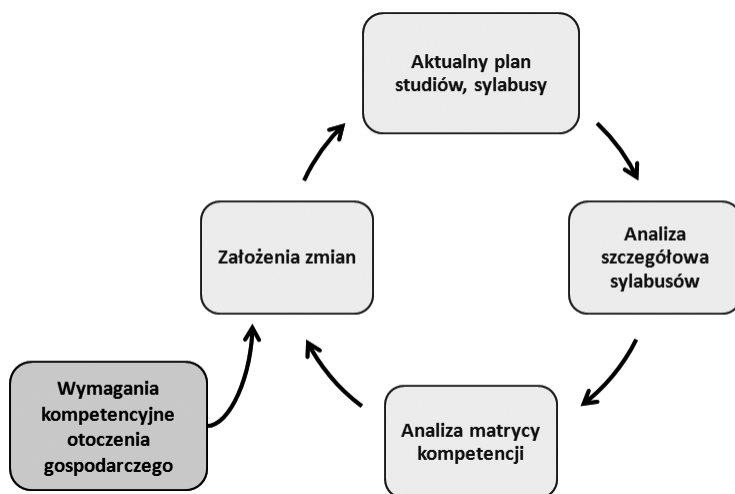 Aktualny plan
studiów, sylabusy
Założenia zmian
Analiza
szczegółowa
sylabusów
Wymagania
kompetencyjne
otoczenia
gospodarczego
Analiza matrycy
kompetencji